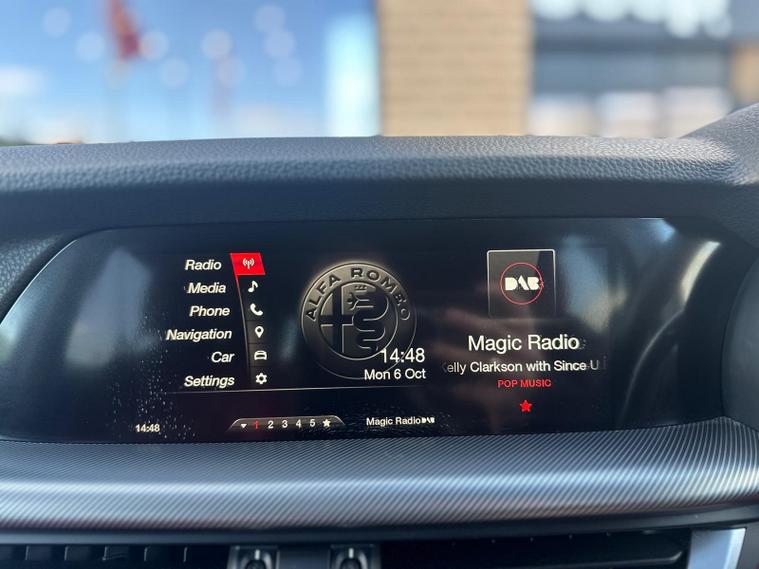 Radio
Media
Phone
Navigation
Car
Settings
ALFA ROMEO
14:48
Mon 6 Oct
DAB
Magic Radio
Kelly Clarkson with Since U
POP MUSIC
14:48
1 2 3 4 5
Magic Radio DAB